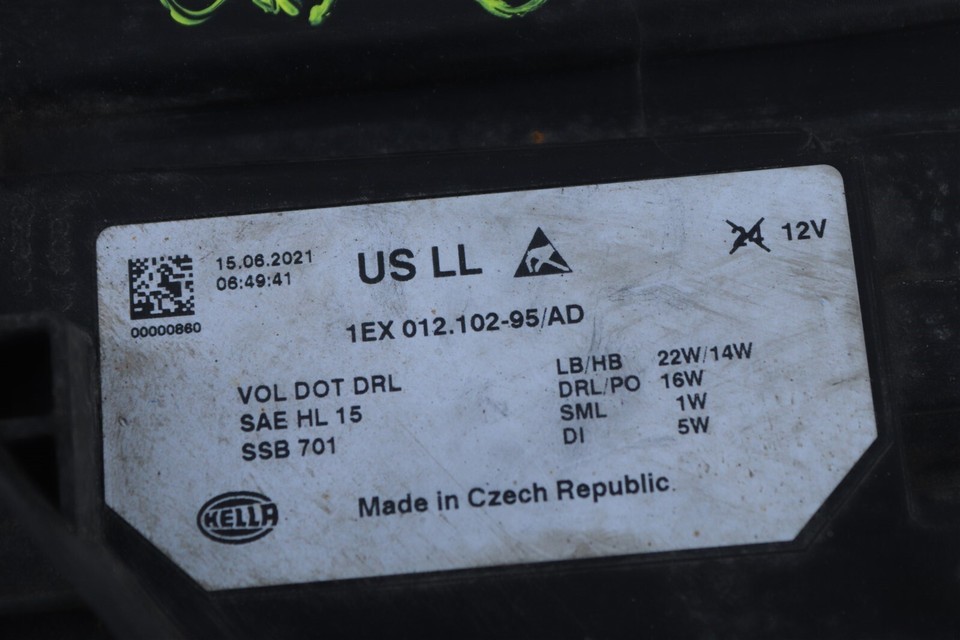 15.06.2021
06:49:41
00000860
US LL
24 12V
1EX 012.102-95/AD
VOL DOT DRL
SAE HL 15
SSB 701
LB/HB 22W/14W
DRL/PO 16W
SML 1W
DI 5W
HELLA
Made in Czech Republic